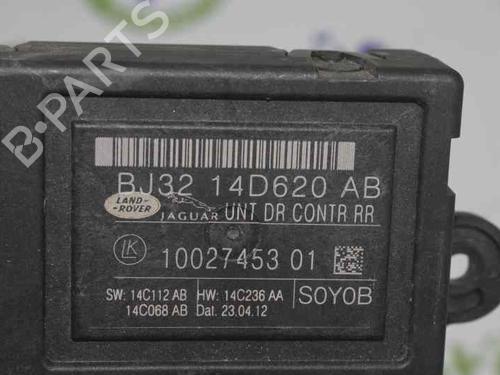 B-PARTS
BJ32 14D620 AB
LAND-ROVER JAGUAR UNT DR CONTR RR
LK 10027453 01
SW: 14C112 AB HW: 14C236 AA S0Y0B
14C068 AB Dat. 23.04.12